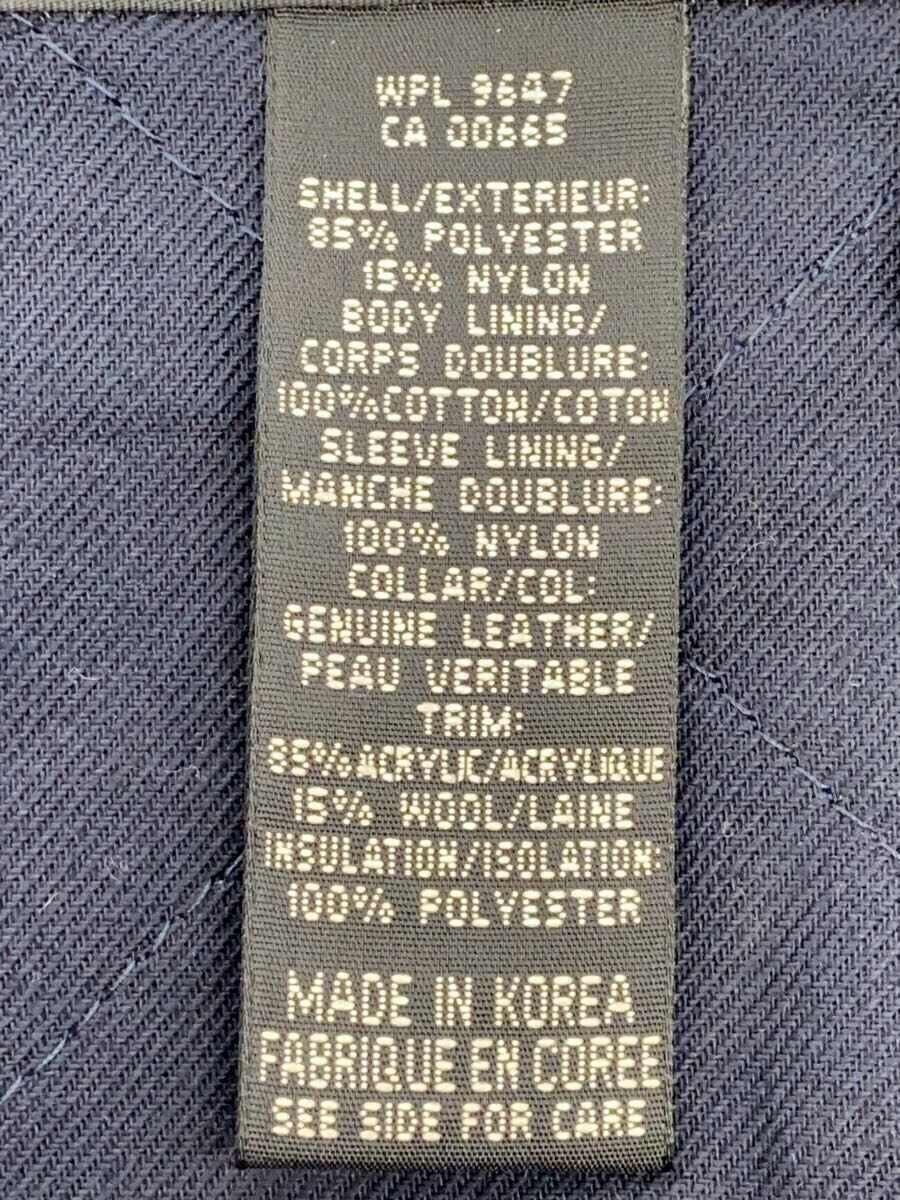 WPL 9647
CA 00665
SHELL/EXTERIEUR:
85% POLYESTER
15% NYLON
BODY LINING/
CORPS DOUBLURE:
100%COTTON/COTON
SLEEVE LINING/
MANCHE DOUBLURE:
100% NYLON
COLLAR/COL:
GENUINE LEATHER/
PEAU VERITABLE
TRIM:
85%ACRYLIC/ACRYLIQUE
15% WOOL/LAINE
INSULATION/ISOLATION:
100% POLYESTER
MADE IN KOREA
FABRIQUE EN COREE
SEE SIDE FOR CARE